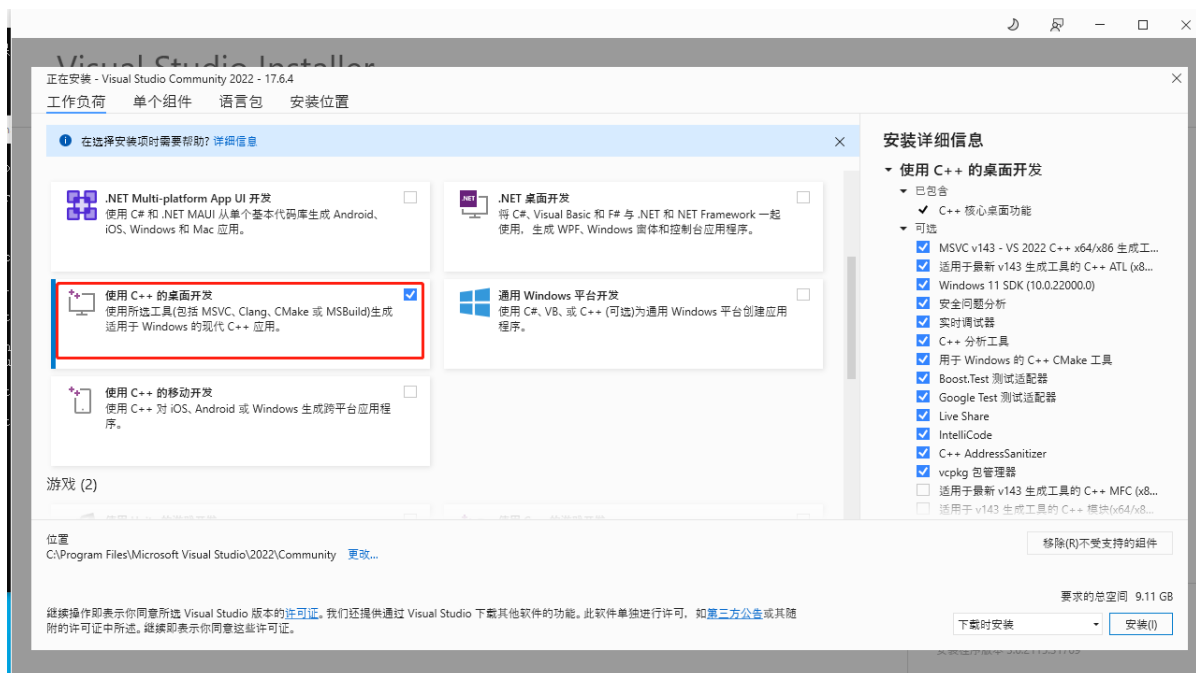 Visual Studio Installer
正在安装 - Visual Studio Community 2022 - 17.6.4
工作负荷 单个组件 语言包 安装位置
在选择安装项时需要帮助? 详细信息
.NET Multi-platform App UI 开发
使用 C# 和 .NET MAUI 从单个基本代码库生成 Android、
iOS、Windows 和 Mac 应用。
.NET
.NET 桌面开发
将 C#、Visual Basic 和 F# 与 .NET 和 NET Framework 一起
使用，生成 WPF、Windows 窗体和控制台应用程序。
使用 C++ 的桌面开发
使用所选工具(包括 MSVC、Clang、CMake 或 MSBuild)生成
适用于 Windows 的现代 C++ 应用。
通用 Windows 平台开发
使用 C#、VB、或 C++ (可选)为通用 Windows 平台创建应用
程序。
使用 C++ 的移动开发
使用 C++ 对 iOS、Android 或 Windows 生成跨平台应用程
序。
游戏 (2)
安装详细信息
使用 C++ 的桌面开发
已包含
C++ 核心桌面功能
可选
MSVC v143 - VS 2022 C++ x64/x86 生成工...
适用于最新 v143 生成工具的 C++ ATL (x8...
Windows 11 SDK (10.0.22000.0)
安全问题分析
实时调试器
C++ 分析工具
用于 Windows 的 C++ CMake 工具
Boost.Test 测试适配器
Google Test 测试适配器
Live Share
IntelliCode
C++ AddressSanitizer
vcpkg 包管理器
适用于最新 v143 生成工具的 C++ MFC (x8...
适用于 v143 生成工具的 C++ 模块(x64/x8...
位置
C:\Program Files\Microsoft Visual Studio\2022\Community 更改...
移除(R)不受支持的组件
要求的总空间 9.11 GB
继续操作即表示你同意所选 Visual Studio 版本的许可证。我们还提供通过 Visual Studio 下载其他软件的功能。此软件单独进行许可，如第三方公告或其随
附的许可证中所述。继续即表示你同意这些许可证。
下载时安装
安装(I)